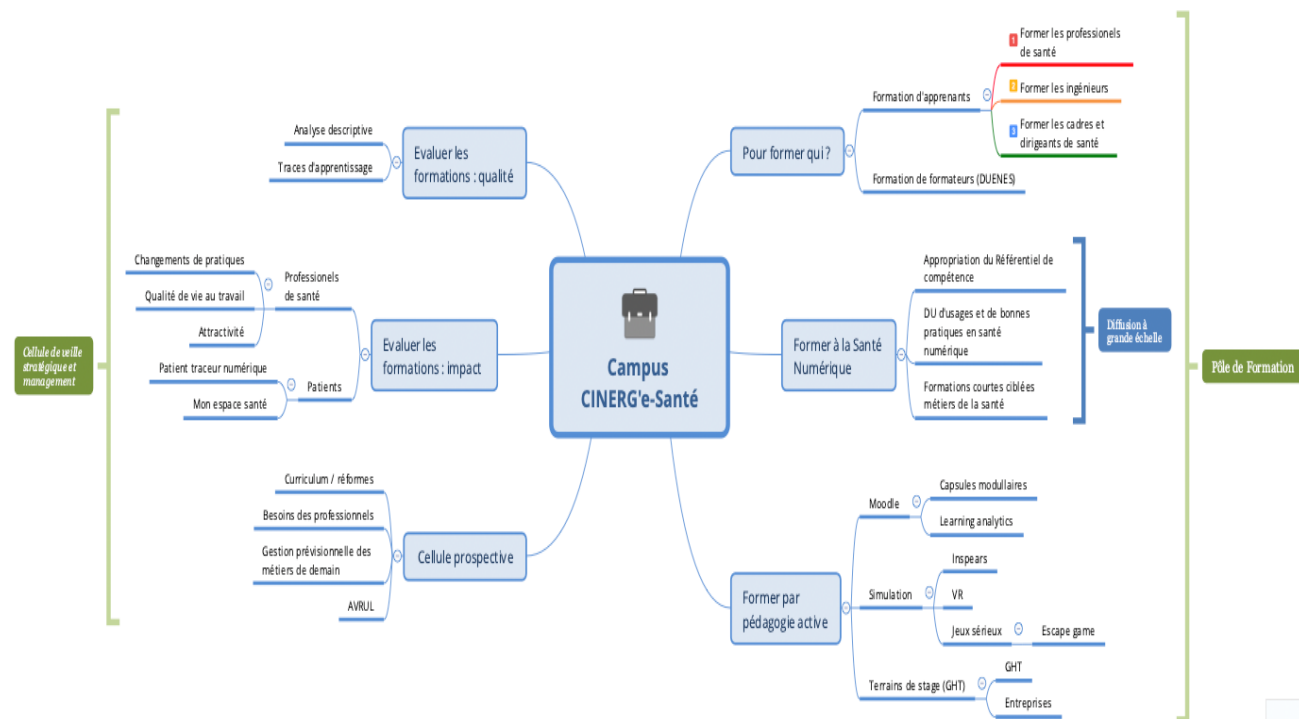 Cellule de veille
stratégique et
management
Evaluer les
formations : qualité
Analyse descriptive
Traces d'apprentissage
Evaluer les
formations : impact
Professionels
de santé
Changements de pratiques
Qualité de vie au travail
Attractivité
Patients
Patient traceur numérique
Mon espace santé
Cellule prospective
Curriculum / réformes
Besoins des professionnels
Gestion prévisionnelle des
métiers de demain
AVRUL
Campus
CINERG'e-Santé
Pour former qui ?
Formation d'apprenants
1 Former les professionels
de santé
2 Former les ingénieurs
3 Former les cadres et
dirigeants de santé
Formation de formateurs (DUENES)
Former à la Santé
Numérique
Appropriation du Référentiel de
compétence
DU d'usages et de bonnes
pratiques en santé
numérique
Formations courtes ciblées
métiers de la santé
Diffusion à
grande échelle
Former par
pédagogie active
Moodle
Capsules modullaires
Learning analytics
Simulation
Inspears
VR
Jeux sérieux
Escape game
Terrains de stage (GHT)
GHT
Entreprises
Pôle de Formation